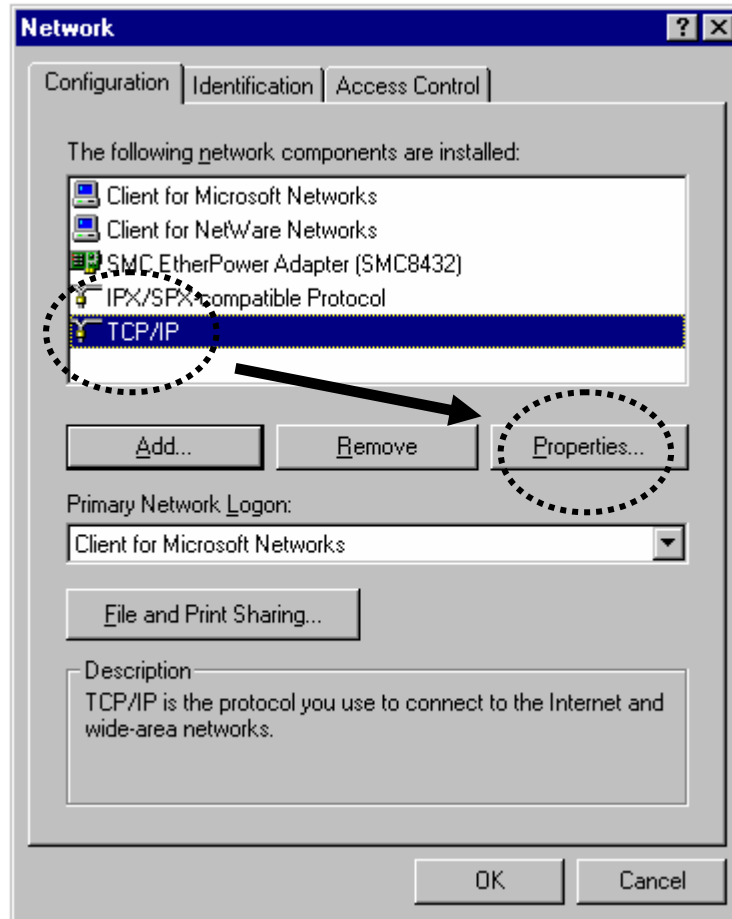 Network
Configuration Identification Access Control
The following network components are installed:
Client for Microsoft Networks
Client for NetWare Networks
SMC EtherPower Adapter (SMC8432)
IPX/SPX-compatible Protocol
TCP/IP
Add... Remove Properties...
Primary Network Logon:
Client for Microsoft Networks
File and Print Sharing...
Description
TCP/IP is the protocol you use to connect to the Internet and
wide-area networks.
OK Cancel